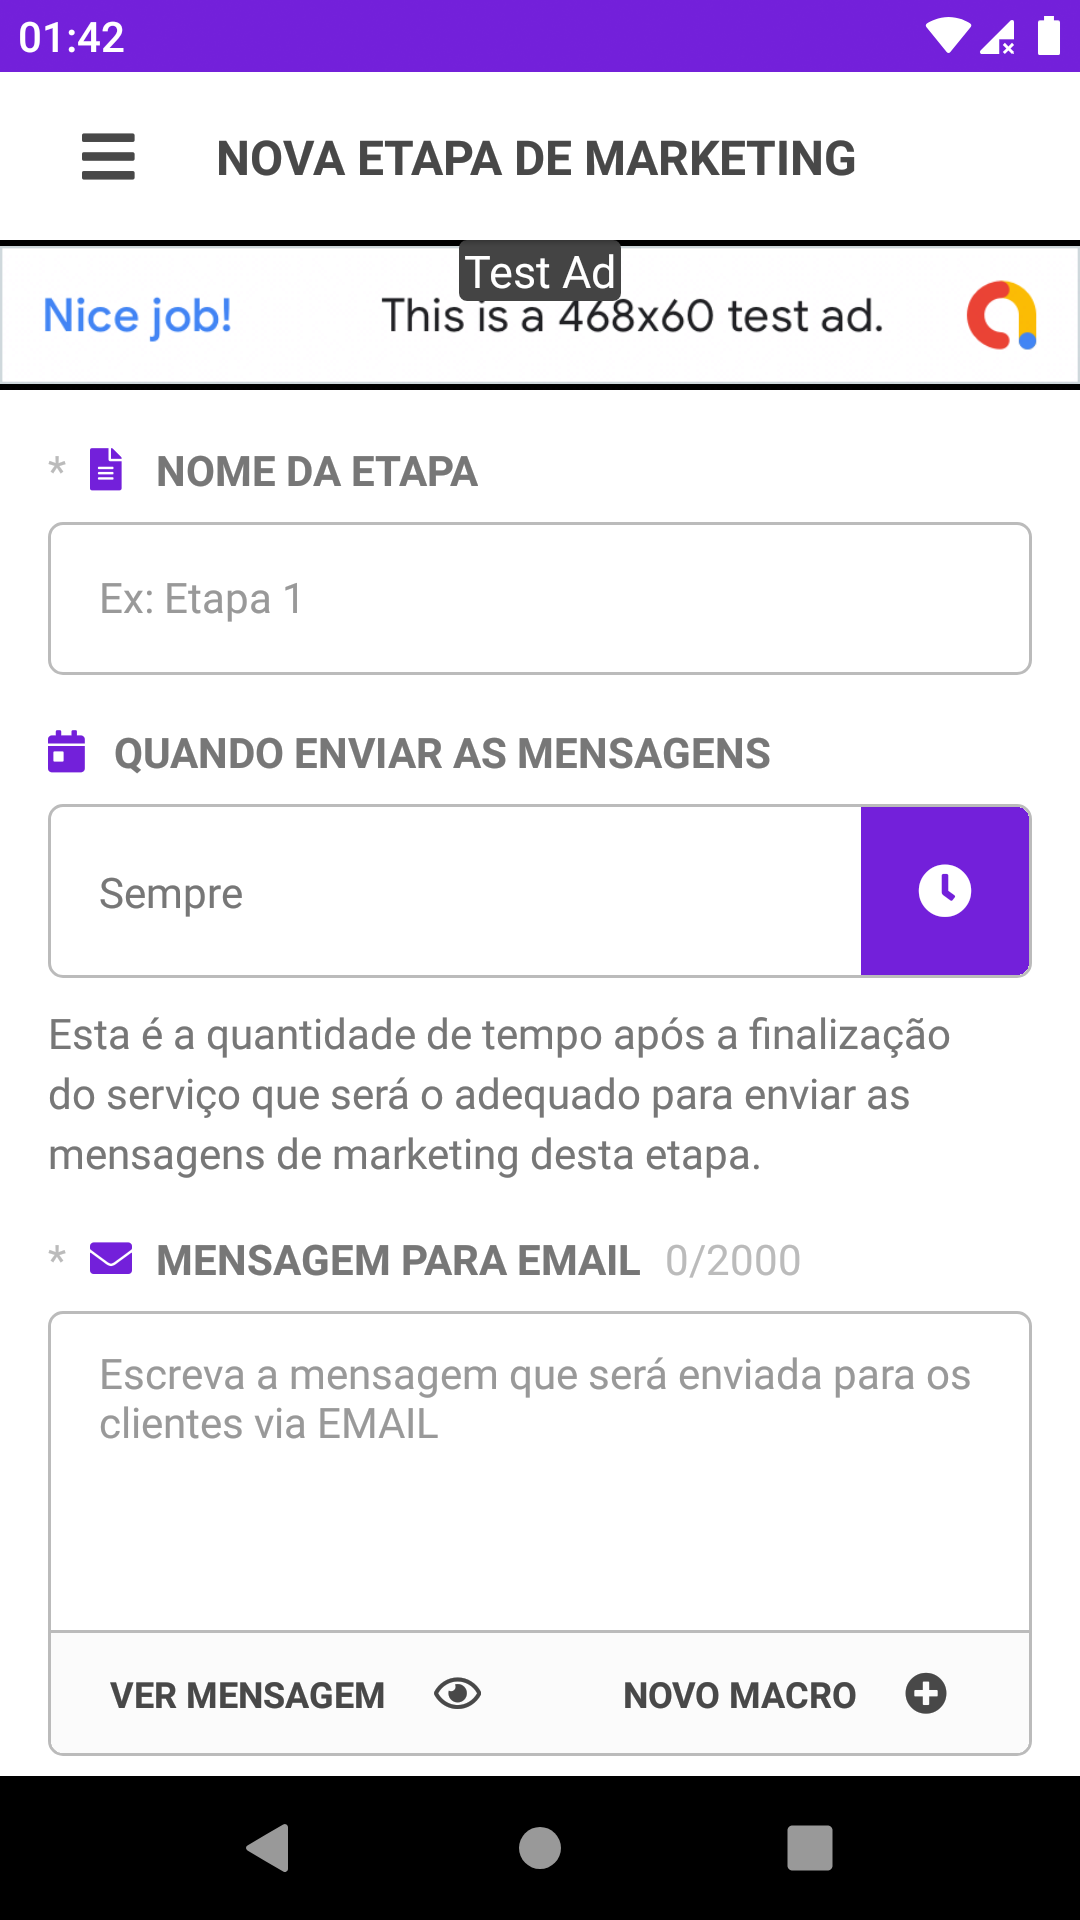 01:42
NOVA ETAPA DE MARKETING
Test Ad
Nice job!
This is a 468x60 test ad.
* NOME DA ETAPA
Ex: Etapa 1
QUANDO ENVIAR AS MENSAGENS
Sempre
Esta é a quantidade de tempo após a finalização
do serviço que será o adequado para enviar as
mensagens de marketing desta etapa.
* MENSAGEM PARA EMAIL 0/2000
Escreva a mensagem que será enviada para os
clientes via EMAIL
VER MENSAGEM
NOVO MACRO